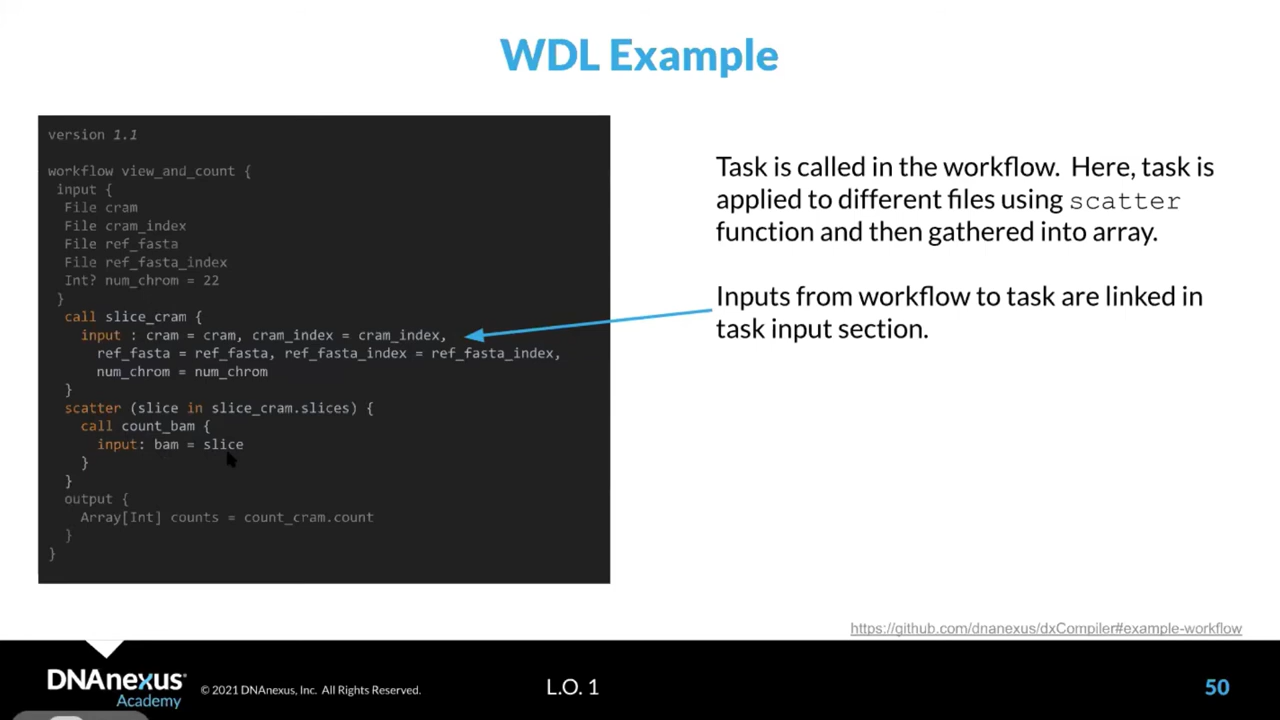 WDL Example
version 1.1
workflow view_and_count {
input {
File cram
File cram_index
File ref_fasta
File ref_fasta_index
Int? num_chrom = 22
}
call slice_cram {
input : cram = cram, cram_index = cram_index,
ref_fasta = ref_fasta, ref_fasta_index = ref_fasta_index,
num_chrom = num_chrom
}
scatter (slice in slice_cram.slices) {
call count_bam {
input: bam = slice
}
}
output {
Array[Int] counts = count_cram.count
}
}
Task is called in the workflow. Here, task is
applied to different files using scatter
function and then gathered into array.
Inputs from workflow to task are linked in
task input section.
https://github.com/dnanexus/dxCompiler#example-workflow
DNAnexus®
Academy
© 2021 DNAnexus, Inc. All Rights Reserved.
L.O. 1
50